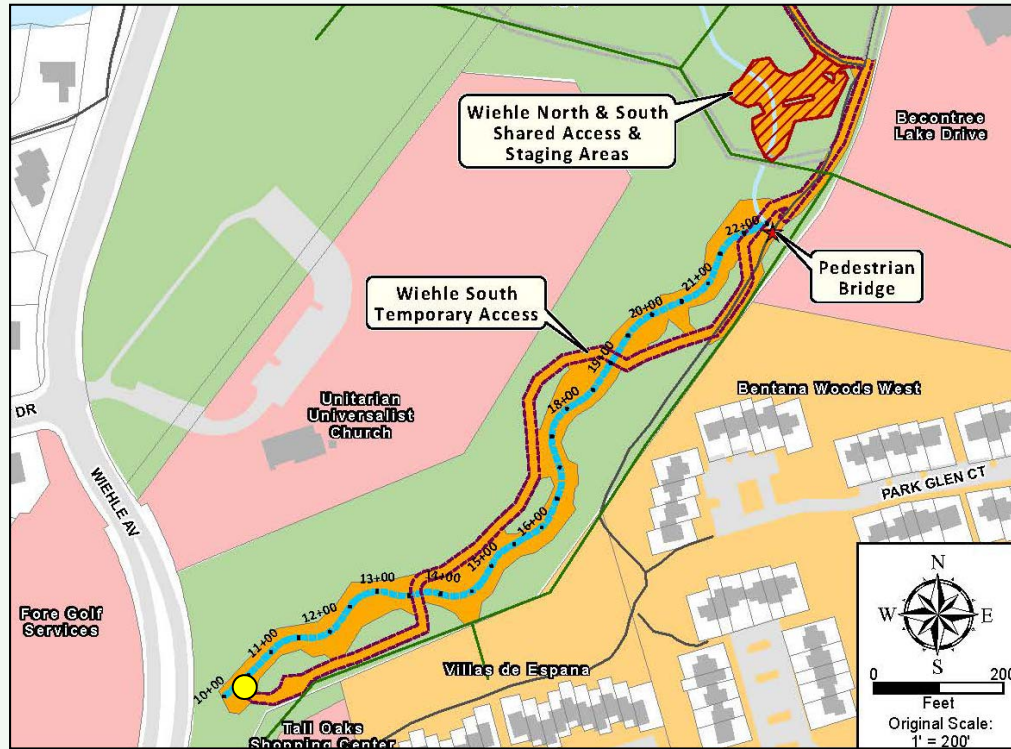 Wiehle North & South
Shared Access &
Staging Areas
Becontree
Lake Drive
22+00
Pedestrian
Bridge
21+00
20+00
Wiehle South
Temporary Access
19+00
18+00
Bentana Woods West
Unitarian
Universalist
Church
DR
WIEHLE AV
PARK GLEN CT
16+00
15+00
14+00
13+00
12+00
11+00
10+00
Fore Golf
Services
Villas de Espana
Tall Oaks
Shopping Center
N
W E
S
0 200
Feet
Original Scale:
1' = 200'